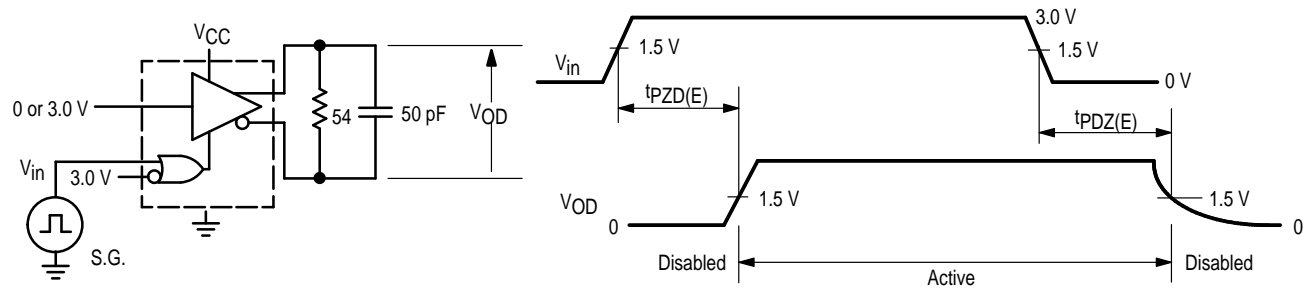 VCC
0 or 3.0 V
54
50 pF
VOD
Vin
3.0 V
S.G.
3.0 V
1.5 V
1.5 V
Vin
0 V
tPZD(E)
tPDZ(E)
1.5 V
1.5 V
VOD
0
0
Disabled
Active
Disabled